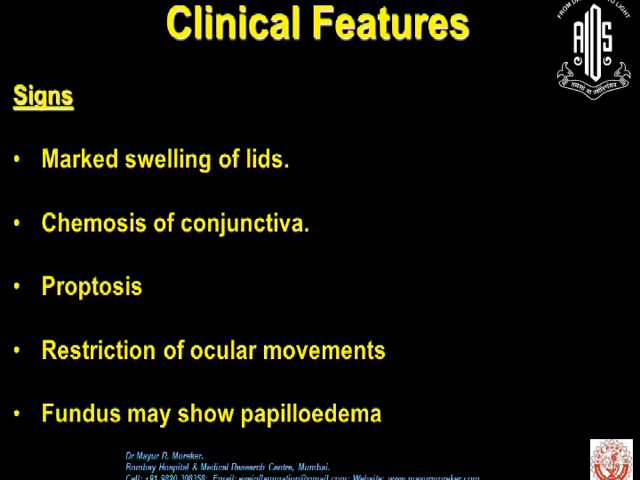 Clinical Features
Signs
• Marked swelling of lids.
• Chemosis of conjunctiva.
• Proptosis
• Restriction of ocular movements
• Fundus may show papilloedema
Dr Mayur R. Moreker.
Bombay Hospital & Medical Research Centre, Mumbai.